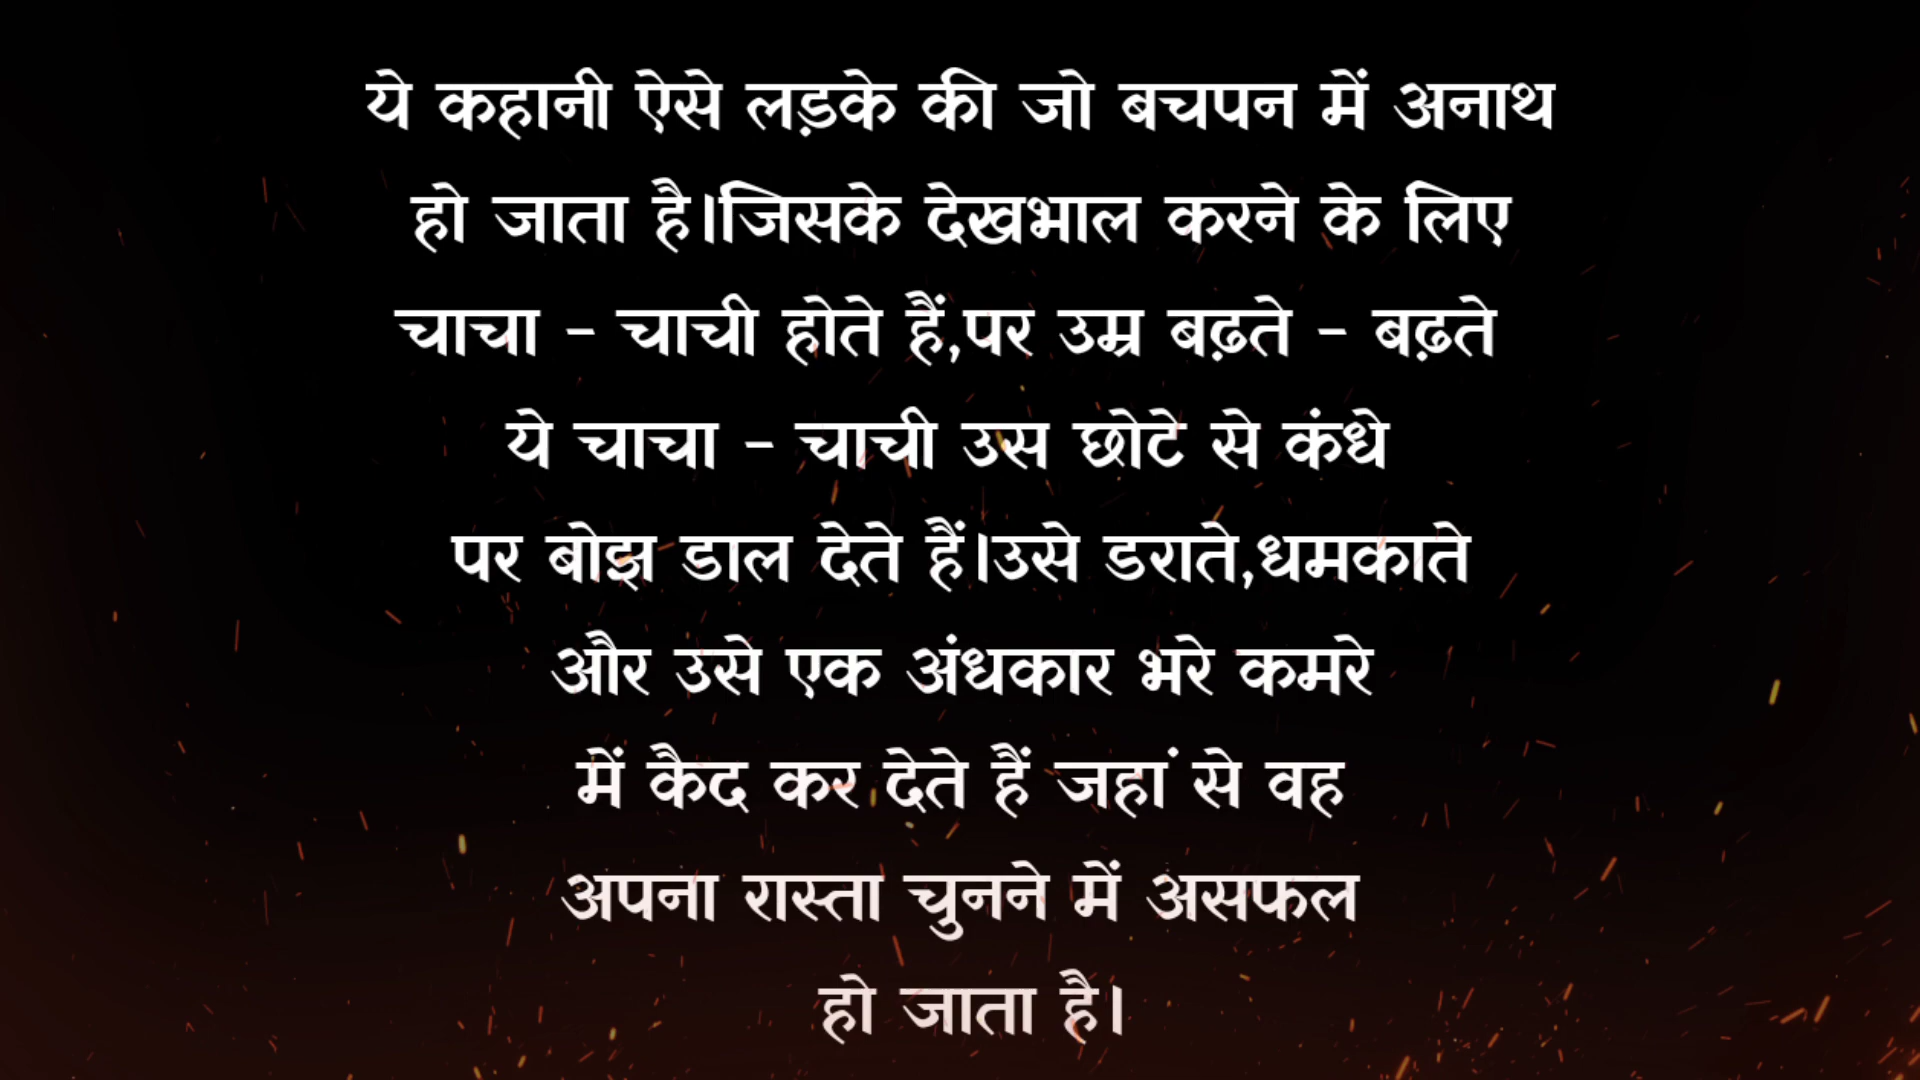 ये कहानी ऐसे लड़के की जो बचपन में अनाथ
हो जाता है।जिसके देखभाल करने के लिए
चाचा - चाची होते हैं,पर उम्र बढ़ते - बढ़ते
ये चाचा - चाची उस छोटे से कंधे
पर बोझ डाल देते हैं।उसे डराते,धमकाते
और उसे एक अंधकार भरे कमरे
में कैद कर देते हैं जहां से वह
अपना रास्ता चुनने में असफल
हो जाता है।